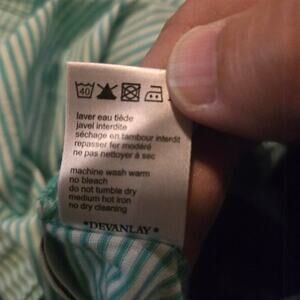 40
laver eau tiède
javel interdite
séchage en tambour interdit
repasser fer modéré
ne pas nettoyer à sec
machine wash warm
no bleach
do not tumble dry
medium hot iron
no dry cleaning
*DEVANLAY*